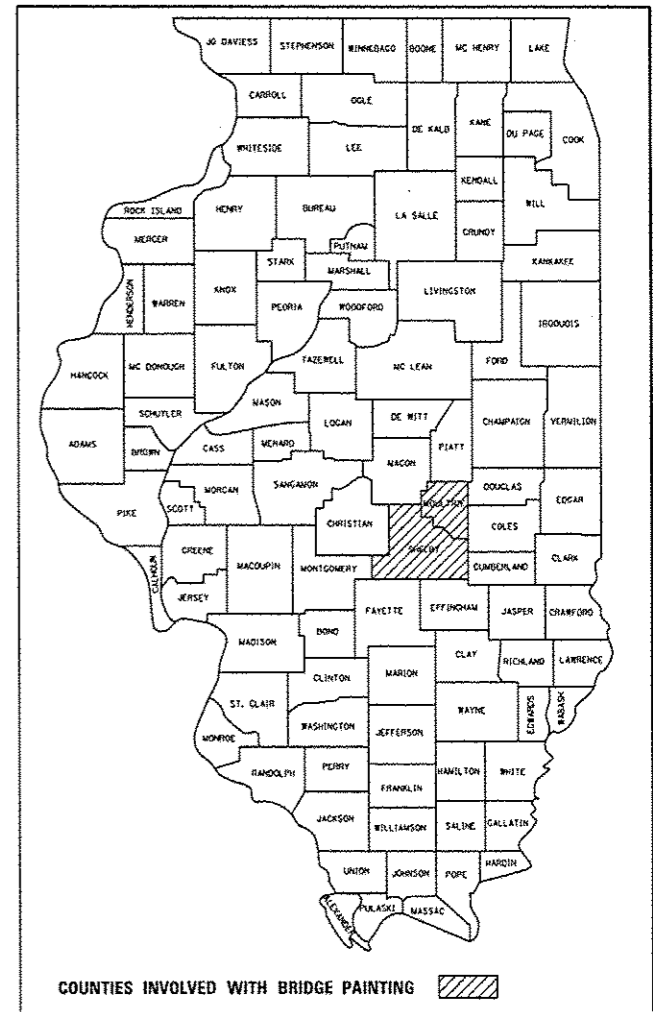 JO DAVIESS STEPHENSON WINNEBAGO BOONE MC HENRY LAKE
CARROLL OGLE DE KALB KANE DU PAGE COOK
WHITESIDE LEE KENDALL WILL
ROCK ISLAND HENRY BUREAU LA SALLE GRUNDY
MERCER PUTNAM KANKAKEE
STARK MARSHALL
HENDERSON WARREN KNOX PEORIA WOODFORD LIVINGSTON IROQUOIS
HANCOCK MC DONOUGH FULTON TAZEWELL MC LEAN FORD
SCHUYLER MASON DE WITT CHAMPAIGN VERMILION
ADAMS BROWN CASS MENARD LOGAN PIATT
MACON
PIKE SCOTT MORGAN SANGAMON CHRISTIAN MOULTRIE DOUGLAS EDGAR
COLES
CALHOUN GREENE MACOUPIN MONTGOMERY SHELBY CUMBERLAND CLARK
JERSEY FAYETTE EFFINGHAM JASPER CRAWFORD
MADISON BOND CLAY RICHLAND LAWRENCE
CLINTON MARION
ST. CLAIR WAYNE EDWARDS WABASH
MONROE WASHINGTON JEFFERSON
RANDOLPH PERRY HAMILTON WHITE
FRANKLIN
JACKSON WILLIAMSON SALINE GALLATIN
UNION JOHNSON POPE HARDIN
ALEXANDER PULASKI MASSAC
COUNTIES INVOLVED WITH BRIDGE PAINTING